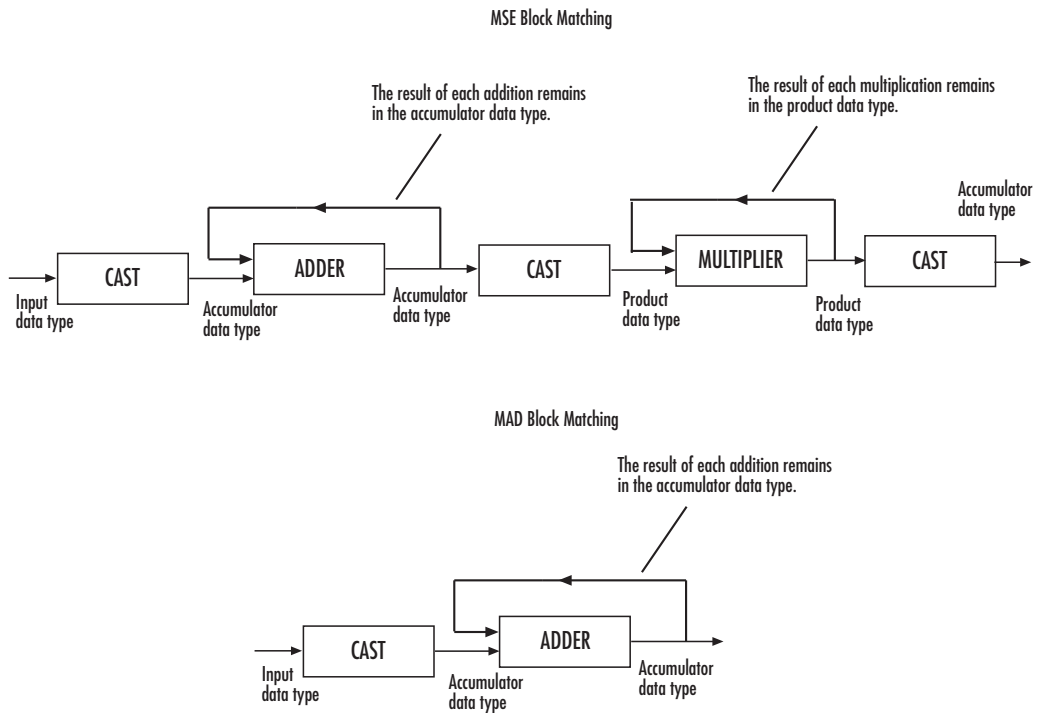 MSE Block Matching
The result of each addition remains
in the accumulator data type.
The result of each multiplication remains
in the product data type.
Accumulator
data type
CAST
ADDER
CAST
MULTIPLIER
CAST
Input
data type
Accumulator
data type
Accumulator
data type
Product
data type
Product
data type
MAD Block Matching
The result of each addition remains
in the accumulator data type.
CAST
ADDER
Input
data type
Accumulator
data type
Accumulator
data type